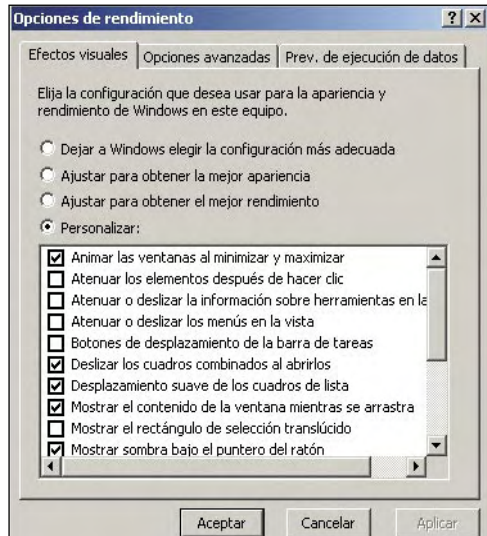 Opciones de rendimiento
Efectos visuales
Opciones avanzadas
Prev. de ejecución de datos
Elija la configuración que desea usar para la apariencia y
rendimiento de Windows en este equipo.
Dejar a Windows elegir la configuración más adecuada
Ajustar para obtener la mejor apariencia
Ajustar para obtener el mejor rendimiento
Personalizar:
Animar las ventanas al minimizar y maximizar
Atenuar los elementos después de hacer clic
Atenuar o deslizar la información sobre herramientas en la
Atenuar o deslizar los menús en la vista
Botones de desplazamiento de la barra de tareas
Deslizar los cuadros combinados al abrirlos
Desplazamiento suave de los cuadros de lista
Mostrar el contenido de la ventana mientras se arrastra
Mostrar el rectángulo de selección translúcido
Mostrar sombra bajo el puntero del ratón
Aceptar
Cancelar
Aplicar